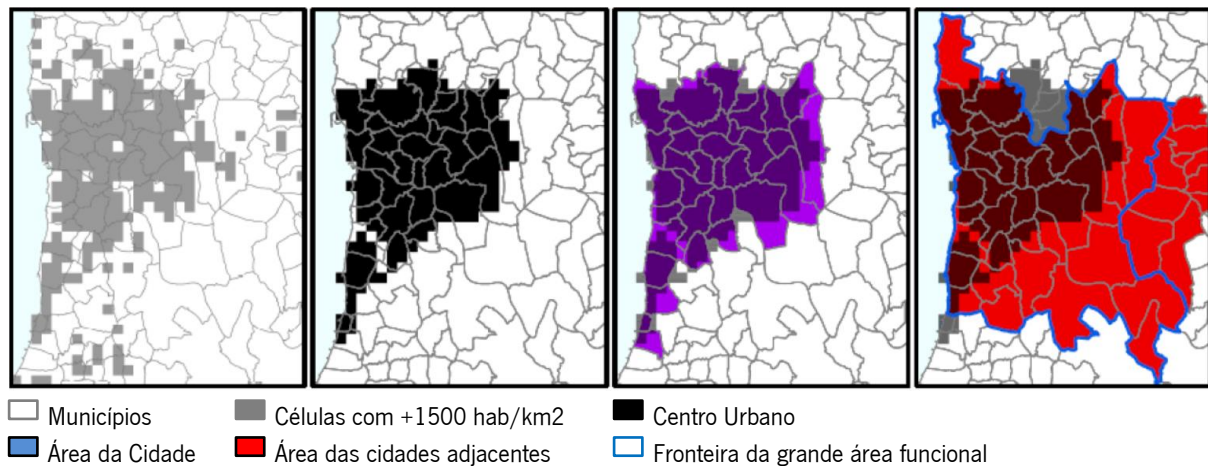 Municípios
Células com +1500 hab/km2
Centro Urbano
Área da Cidade
Área das cidades adjacentes
Fronteira da grande área funcional